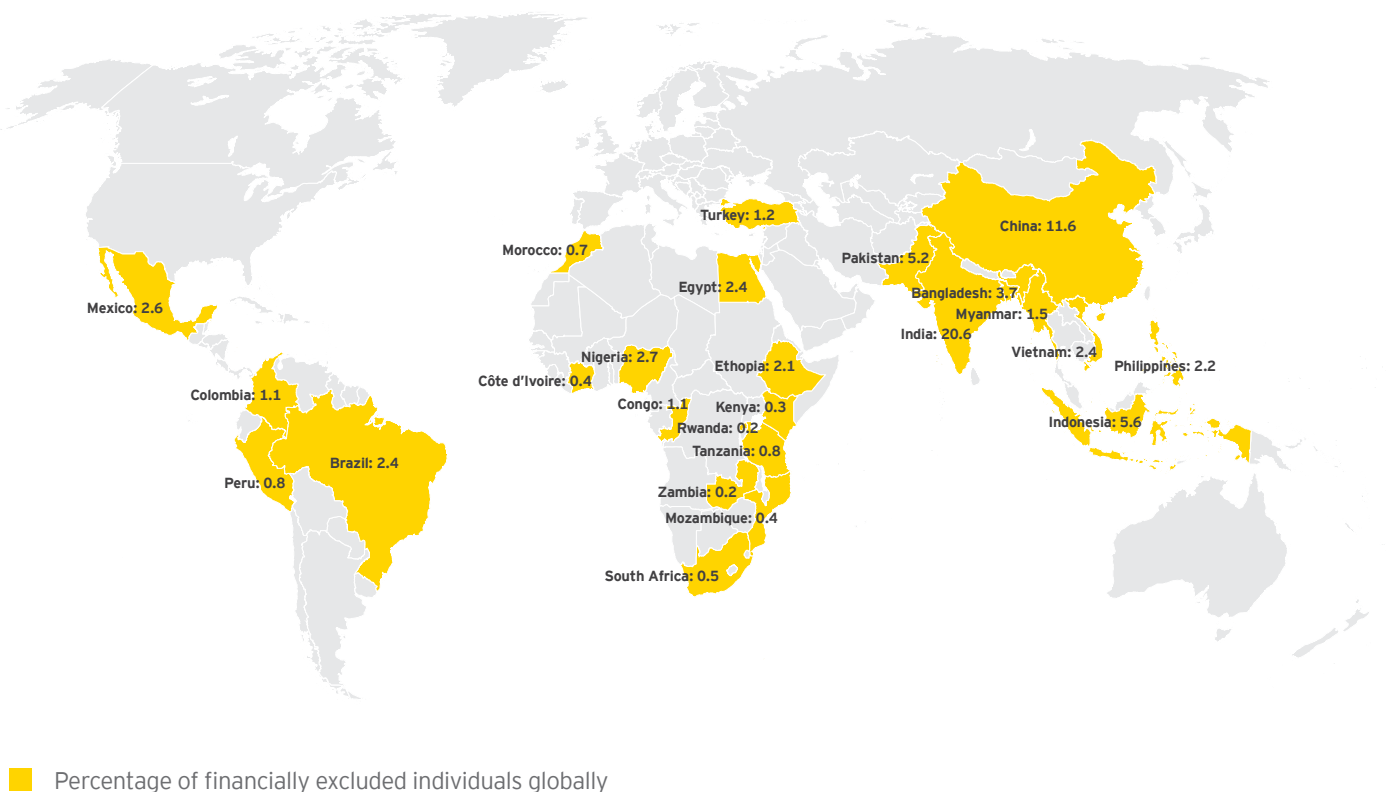 Turkey: 1.2
China: 11.6
Morocco: 0.7
Pakistan: 5.2
Egypt: 2.4
Bangladesh: 3.7
Mexico: 2.6
Myanmar: 1.5
India: 20.6
Vietnam: 2.4
Nigeria: 2.7
Ethopia: 2.1
Philippines: 2.2
Côte d'Ivoire: 0.4
Colombia: 1.1
Congo: 1.1
Kenya: 0.3
Indonesia: 5.6
Rwanda: 0.2
Tanzania: 0.8
Brazil: 2.4
Peru: 0.8
Zambia: 0.2
Mozambique: 0.4
South Africa: 0.5
Percentage of financially excluded individuals globally